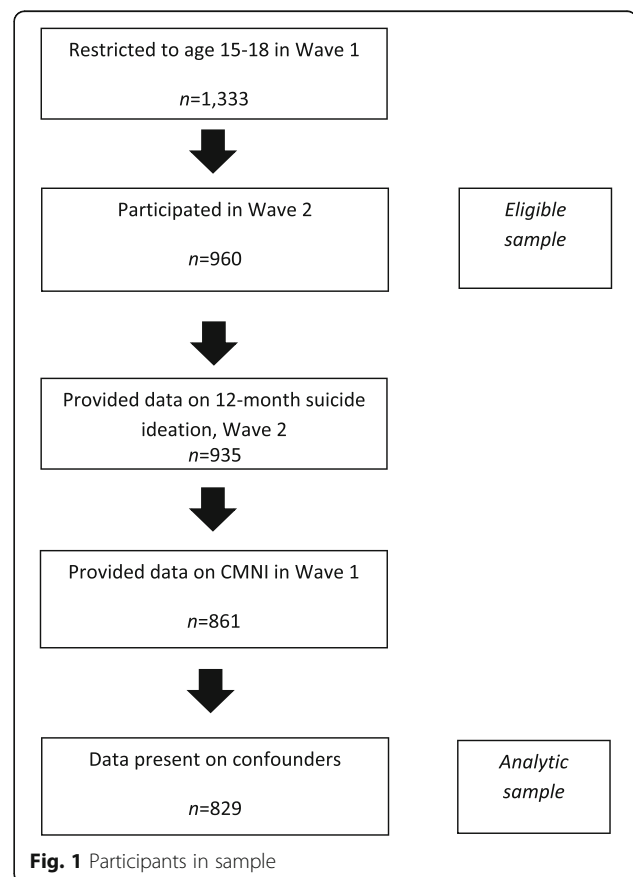 Restricted to age 15-18 in Wave 1
n=1,333
Participated in Wave 2
n=960
Eligible
sample
Provided data on 12-month suicide
ideation, Wave 2
n=935
Provided data on CMNI in Wave 1
n=861
Data present on confounders
n=829
Analytic
sample
Fig. 1 Participants in sample